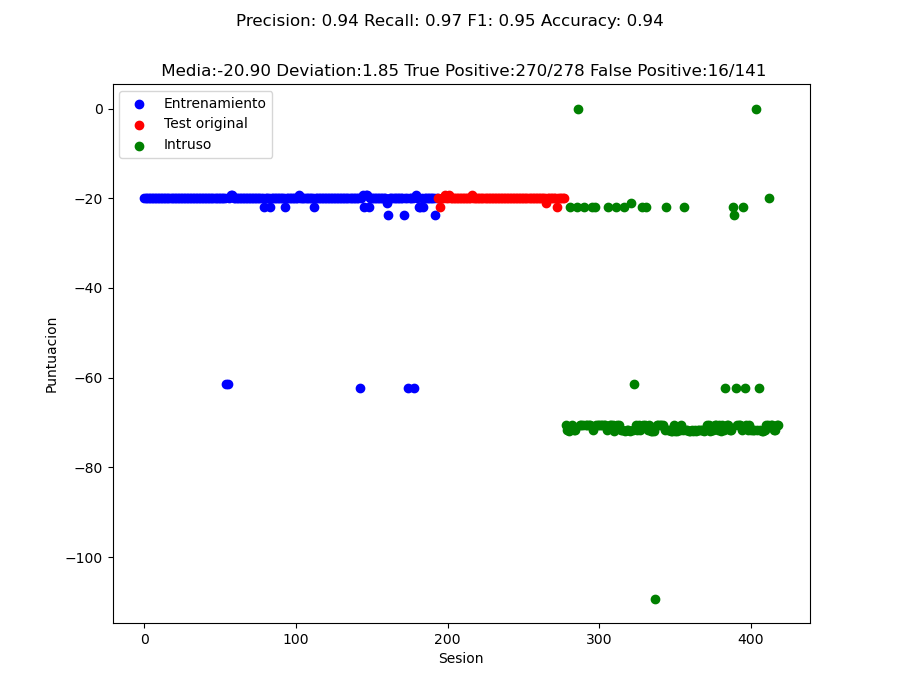 Precision: 0.94 Recall: 0.97 F1: 0.95 Accuracy: 0.94
Media:-20.90 Deviation:1.85 True Positive:270/278 False Positive:16/141
Entrenamiento
Test original
Intruso
0
−20
−40
−60
−80
−100
Puntuacion
0 100 200 300 400
Sesion